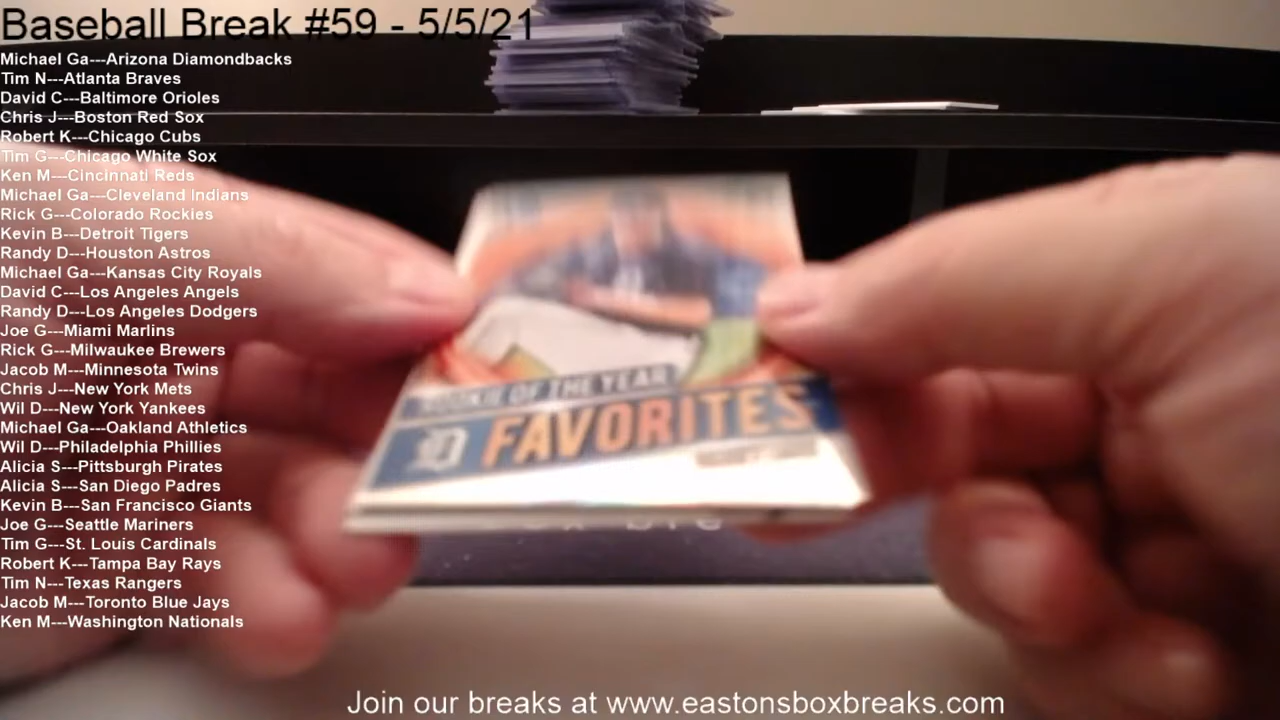 Baseball Break #59 - 5/5/21
Michael Ga---Arizona Diamondbacks
Tim N---Atlanta Braves
David C---Baltimore Orioles
Chris J---Boston Red Sox
Robert K---Chicago Cubs
Tim G---Chicago White Sox
Ken M---Cincinnati Reds
Michael Ga---Cleveland Indians
Rick G---Colorado Rockies
Kevin B---Detroit Tigers
Randy D---Houston Astros
Michael Ga---Kansas City Royals
David C---Los Angeles Angels
Randy D---Los Angeles Dodgers
Joe G---Miami Marlins
Rick G---Milwaukee Brewers
Jacob M---Minnesota Twins
Chris J---New York Mets
Wil D---New York Yankees
Michael Ga---Oakland Athletics
Wil D---Philadelphia Phillies
Alicia S---Pittsburgh Pirates
Alicia S---San Diego Padres
Kevin B---San Francisco Giants
Joe G---Seattle Mariners
Tim G---St. Louis Cardinals
Robert K---Tampa Bay Rays
Tim N---Texas Rangers
Jacob M---Toronto Blue Jays
Ken M---Washington Nationals
ROOKIE OF THE YEAR
D FAVORITES
Join our breaks at www.eastonsboxbreaks.com